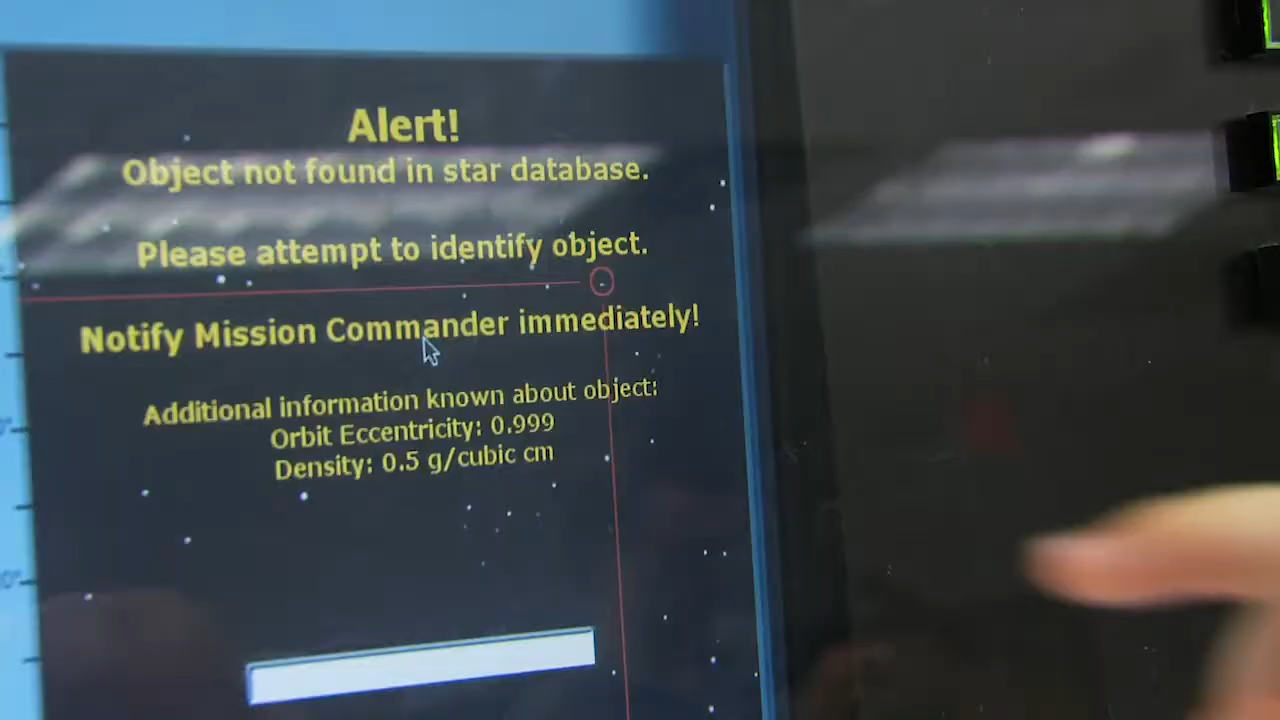 Alert!
Object not found in star database.
Please attempt to identify object.
Notify Mission Commander immediately!
Additional information known about object:
Orbit Eccentricity: 0.999
Density: 0.5 g/cubic cm